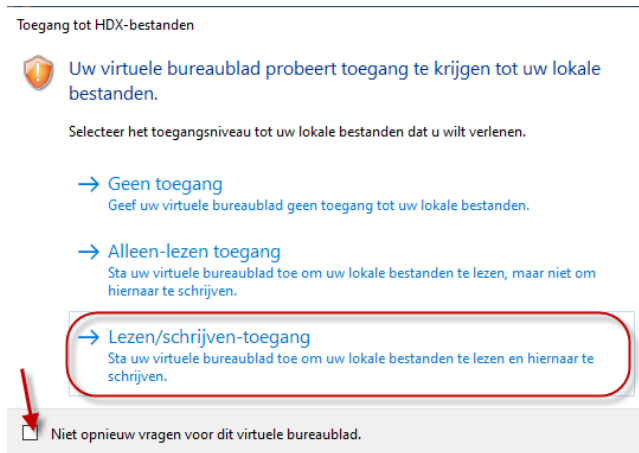 Toegang tot HDX-bestanden
Uw virtuele bureaublad probeert toegang te krijgen tot uw lokale
bestanden.
Selecteer het toegangsniveau tot uw lokale bestanden dat u wilt verlenen.
Geen toegang
Geef uw virtuele bureaublad geen toegang tot uw lokale bestanden.
Alleen-lezen toegang
Sta uw virtuele bureaublad toe om uw lokale bestanden te lezen, maar niet om
hiernaar te schrijven.
Lezen/schrijven-toegang
Sta uw virtuele bureaublad toe om uw lokale bestanden te lezen en hiernaar te
schrijven.
Niet opnieuw vragen voor dit virtuele bureaublad.